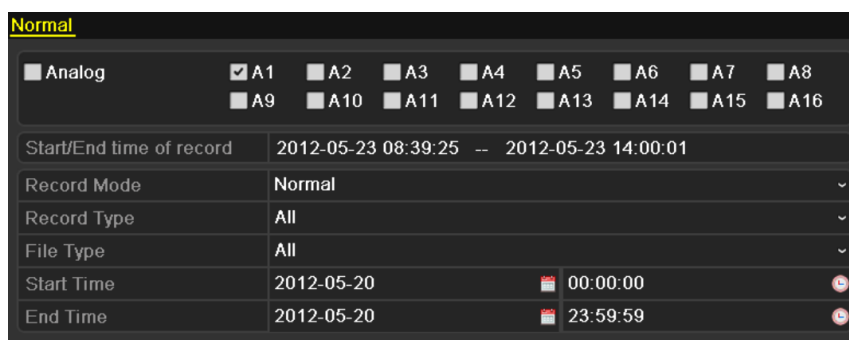 Normal
Analog A1 A2 A3 A4 A5 A6 A7 A8
A9 A10 A11 A12 A13 A14 A15 A16
Start/End time of record 2012-05-23 08:39:25 -- 2012-05-23 14:00:01
Record Mode Normal
Record Type All
File Type All
Start Time 2012-05-20 00:00:00
End Time 2012-05-20 23:59:59